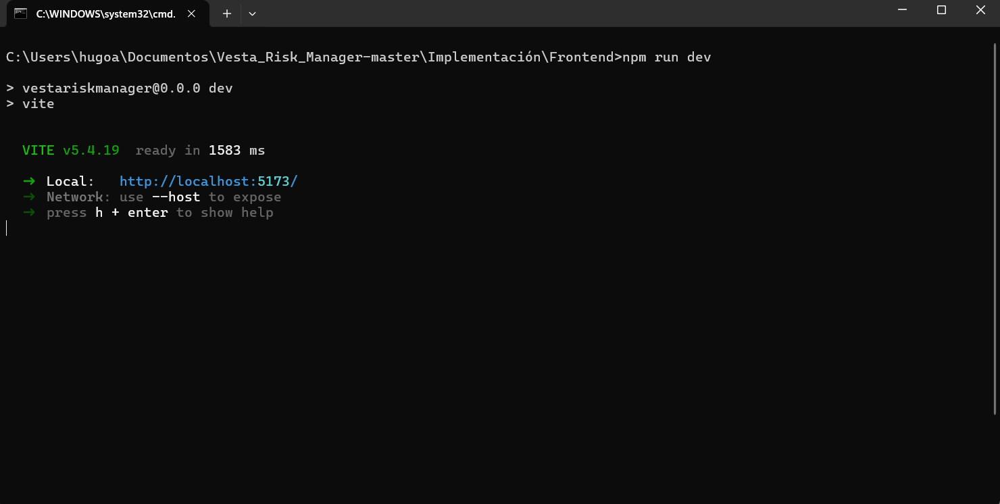 C:\WINDOWS\system32\cmd.
C:\Users\hugoa\Documentos\Vesta_Risk_Manager-master\Implementación\Frontend>npm run dev
> vestariskmanager@0.0.0 dev
> vite
VITE v5.4.19  ready in 1583 ms
➜ Local:   http://localhost:5173/
➜ Network: use --host to expose
➜ press h + enter to show help